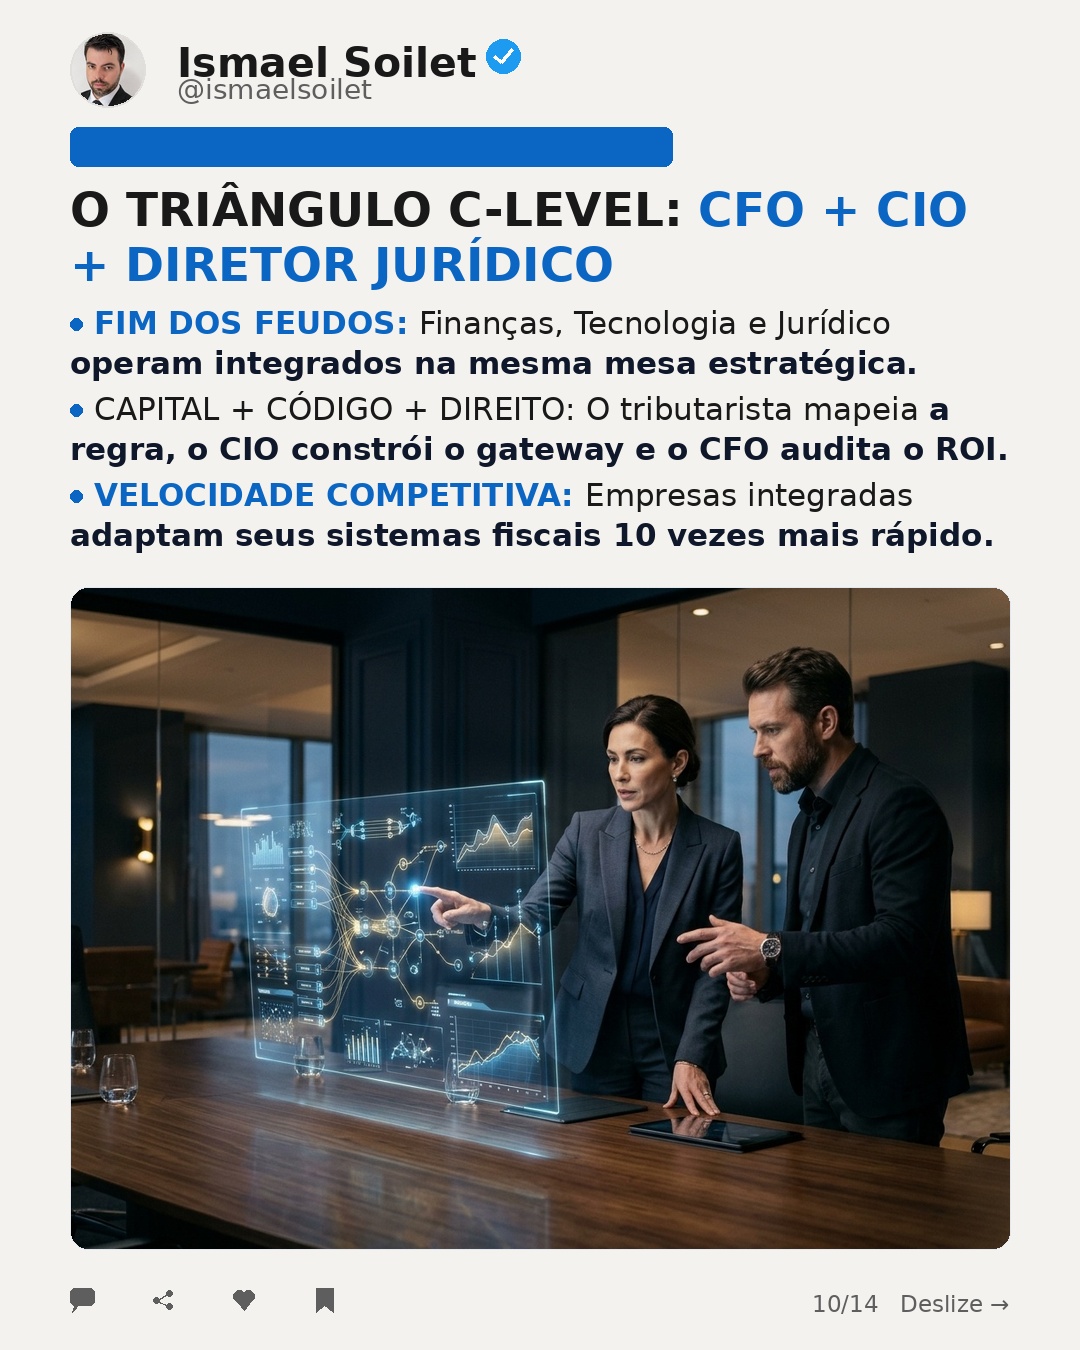 Ismael Soilet
@ismaelsoilet
O TRIÂNGULO C-LEVEL: CFO + CIO
+ DIRETOR JURÍDICO
• FIM DOS FEUDOS: Finanças, Tecnologia e Jurídico
operam integrados na mesma mesa estratégica.
• CAPITAL + CÓDIGO + DIREITO: O tributarista mapeia a
regra, o CIO constrói o gateway e o CFO audita o ROI.
• VELOCIDADE COMPETITIVA: Empresas integradas
adaptam seus sistemas fiscais 10 vezes mais rápido.
10/14 Deslize →